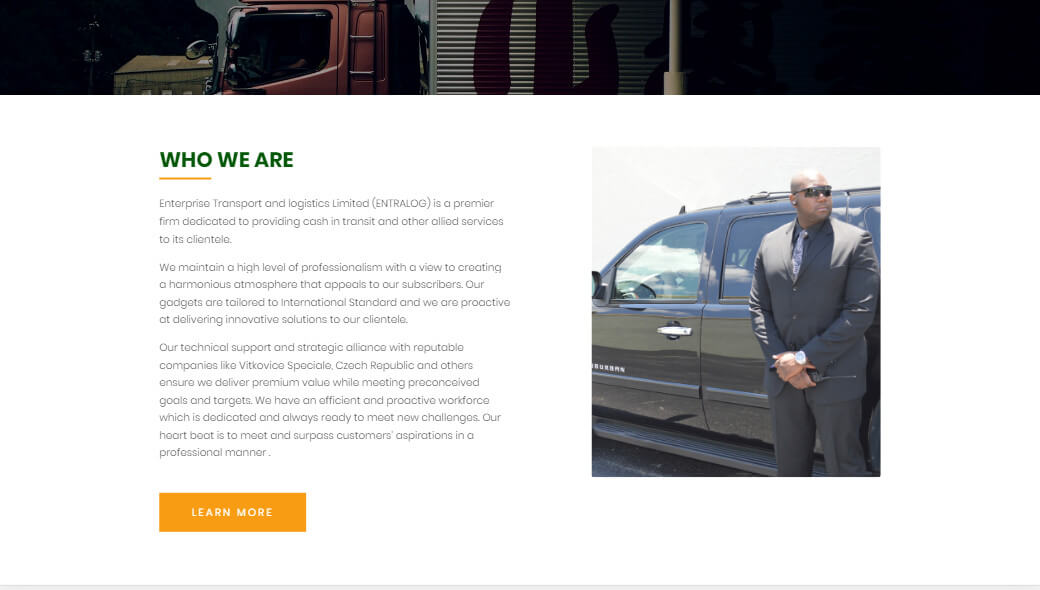 WHO WE ARE
Enterprise Transport and logistics Limited (ENTRALOG) is a premier
firm dedicated to providing cash in transit and other allied services
to its clientele.
We maintain a high level of professionalism with a view to creating
a harmonious atmosphere that appeals to our subscribers. Our
gadgets are tailored to International Standard and we are proactive
at delivering innovative solutions to our clientele.
Our technical support and strategic alliance with reputable
companies like Vitkovice Speciale, Czech Republic and others
ensure we deliver premium value while meeting preconceived
goals and targets. We have an efficient and proactive workforce
which is dedicated and always ready to meet new challenges. Our
heart beat is to meet and surpass customers' aspirations in a
professional manner .
LEARN MORE